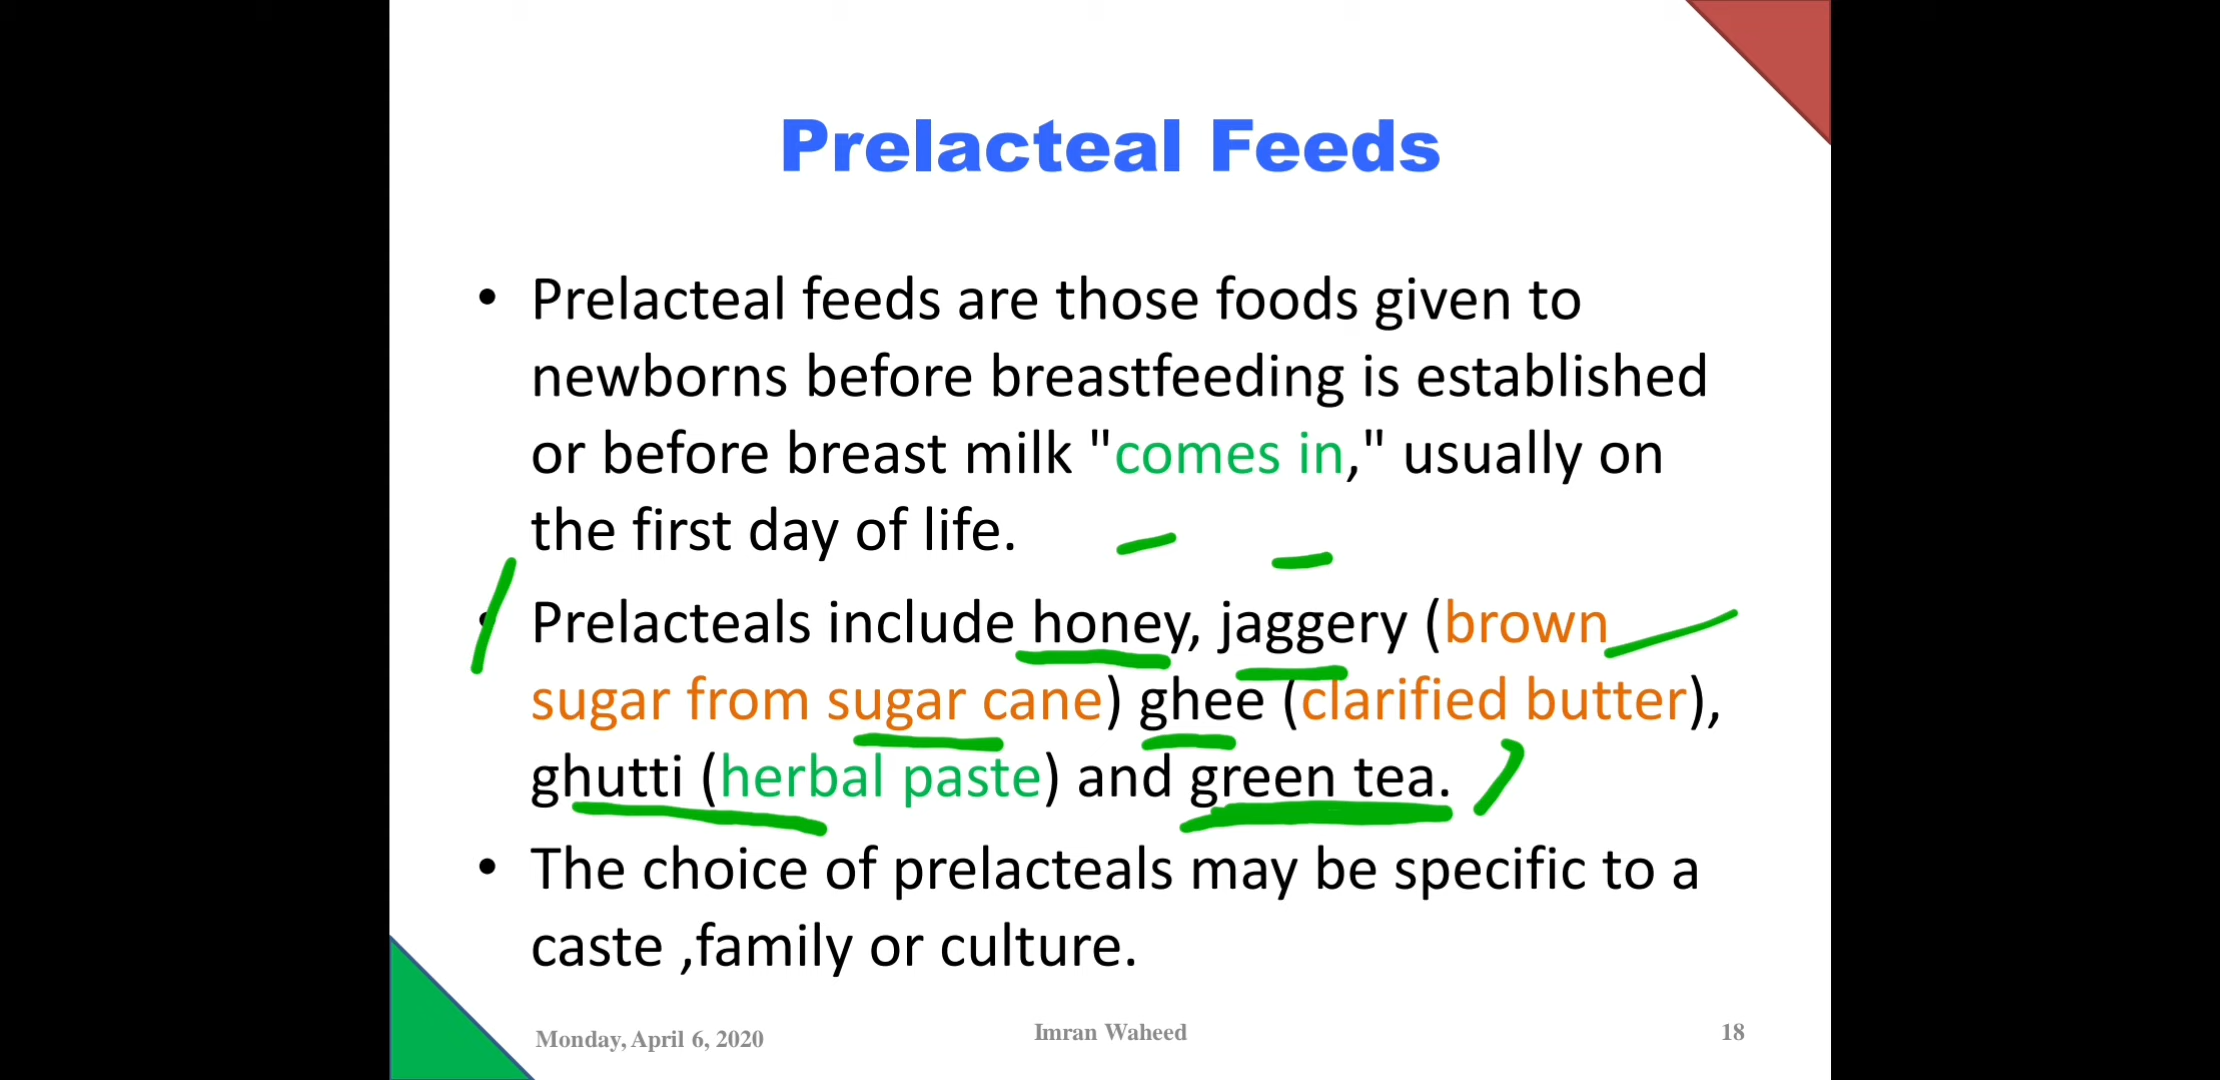 Prelacteal Feeds
• Prelacteal feeds are those foods given to
newborns before breastfeeding is established
or before breast milk "comes in," usually on
the first day of life.
• Prelacteals include honey, jaggery (brown
sugar from sugar cane) ghee (clarified butter),
ghutti (herbal paste) and green tea.
• The choice of prelacteals may be specific to a
caste ,family or culture.
Monday, April 6, 2020
Imran Waheed
18